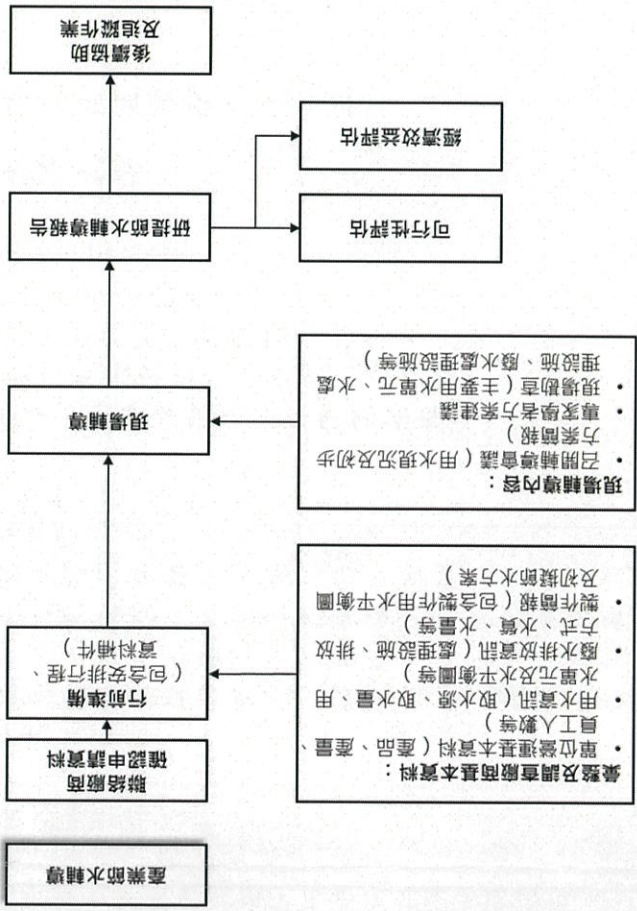 產業節水輔導
聯絡廠商
確認申請資料
行前準備
（包含安排行程、
資料補件）
彙整及調查廠商基本資料：
• 單位營運基本資料（產品、產量、
員工人數等）
• 用水資訊（取水源、取水量、用
水單元及水平衡圖等）
• 廢水排放資訊（處理設施、排放
方式、水質、水量等）
• 製作簡報（包含製作用水平衡圖
及初擬節水方案）
現場輔導
現場輔導內容：
• 召開輔導會議（用水現況及初步
方案簡報）
• 專家學者方案建議
• 現場勘查（主要用水單元、水處
理設施、廢水處理設施等）
研提節水輔導報告
可行性評估
經濟效益評估
後續協助
及追蹤作業